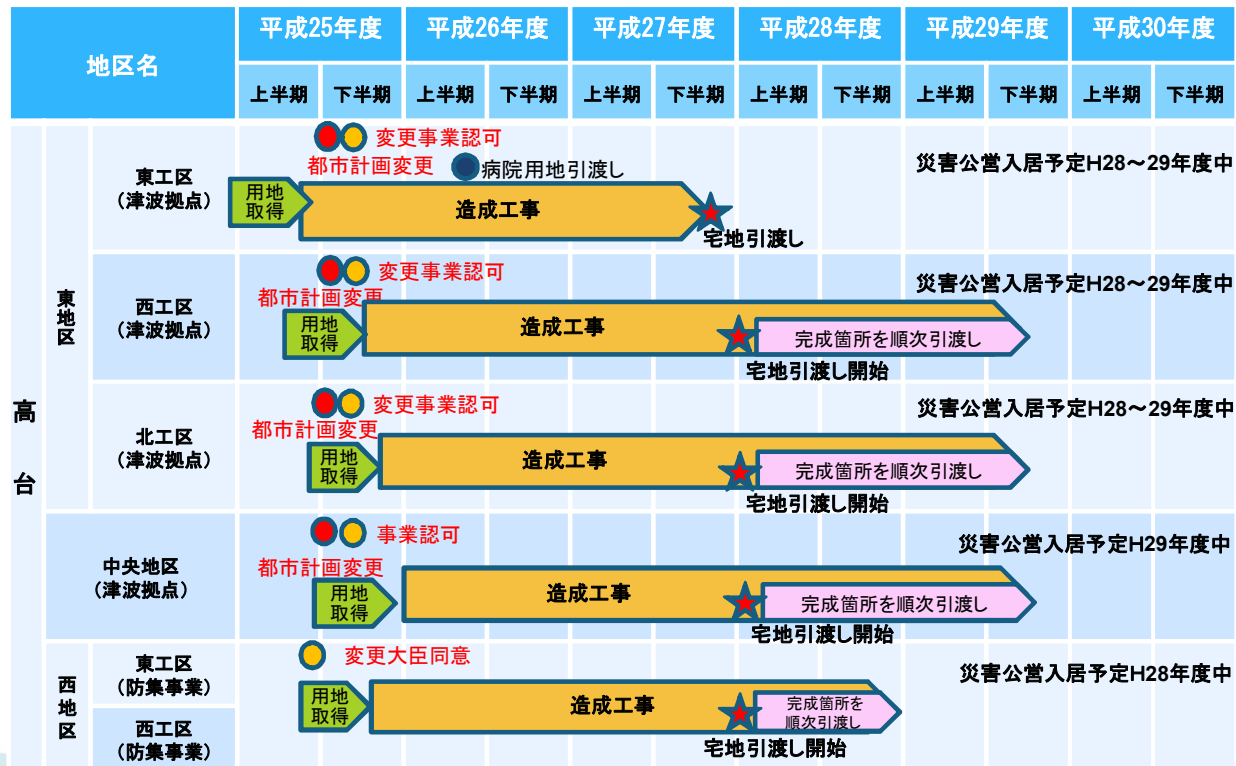 地区名
平成25年度
平成26年度
平成27年度
平成28年度
平成29年度
平成30年度
上半期
下半期
上半期
下半期
上半期
下半期
上半期
下半期
上半期
下半期
上半期
下半期
高台
東地区
東工区
（津波拠点）
変更事業認可
都市計画変更
病院用地引渡し
災害公営入居予定H28～29年度中
用地
取得
造成工事
宅地引渡し
西工区
（津波拠点）
変更事業認可
都市計画変更
災害公営入居予定H28～29年度中
用地
取得
造成工事
完成箇所を順次引渡し
宅地引渡し開始
北工区
（津波拠点）
変更事業認可
都市計画変更
災害公営入居予定H28～29年度中
用地
取得
造成工事
完成箇所を順次引渡し
宅地引渡し開始
中央地区
（津波拠点）
事業認可
都市計画変更
災害公営入居予定H29年度中
用地
取得
造成工事
完成箇所を順次引渡し
宅地引渡し開始
西地区
東工区
（防集事業）
西工区
（防集事業）
変更大臣同意
災害公営入居予定H28年度中
用地
取得
造成工事
完成箇所を
順次引渡し
宅地引渡し開始